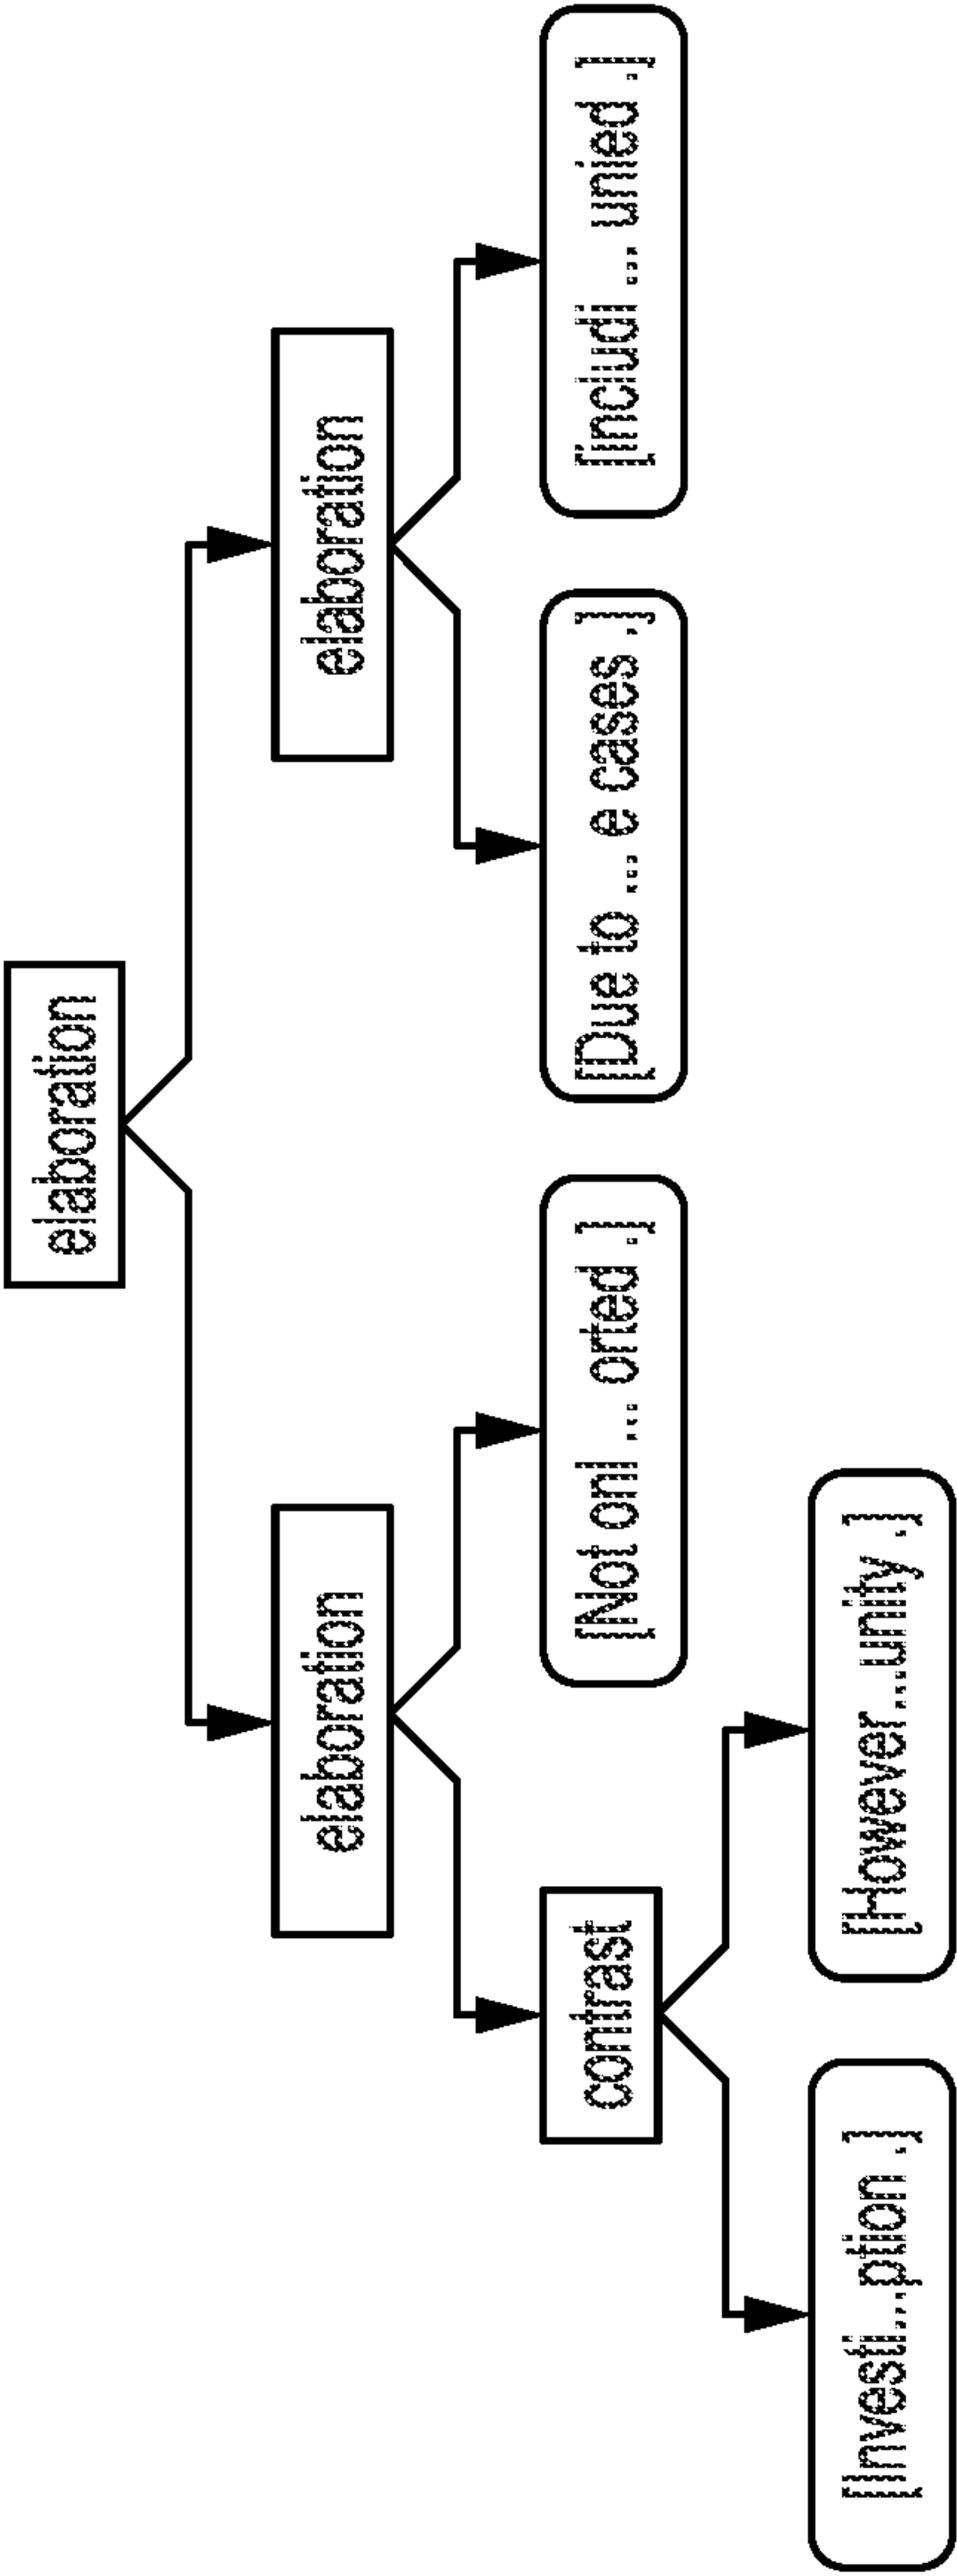 elaboration
elaboration
elaboration
contrast
[Not onl ... orted .]
[Due to ... e cases ,]
[includi ... unied .]
[Investi...ption .]
[However...unity ,]